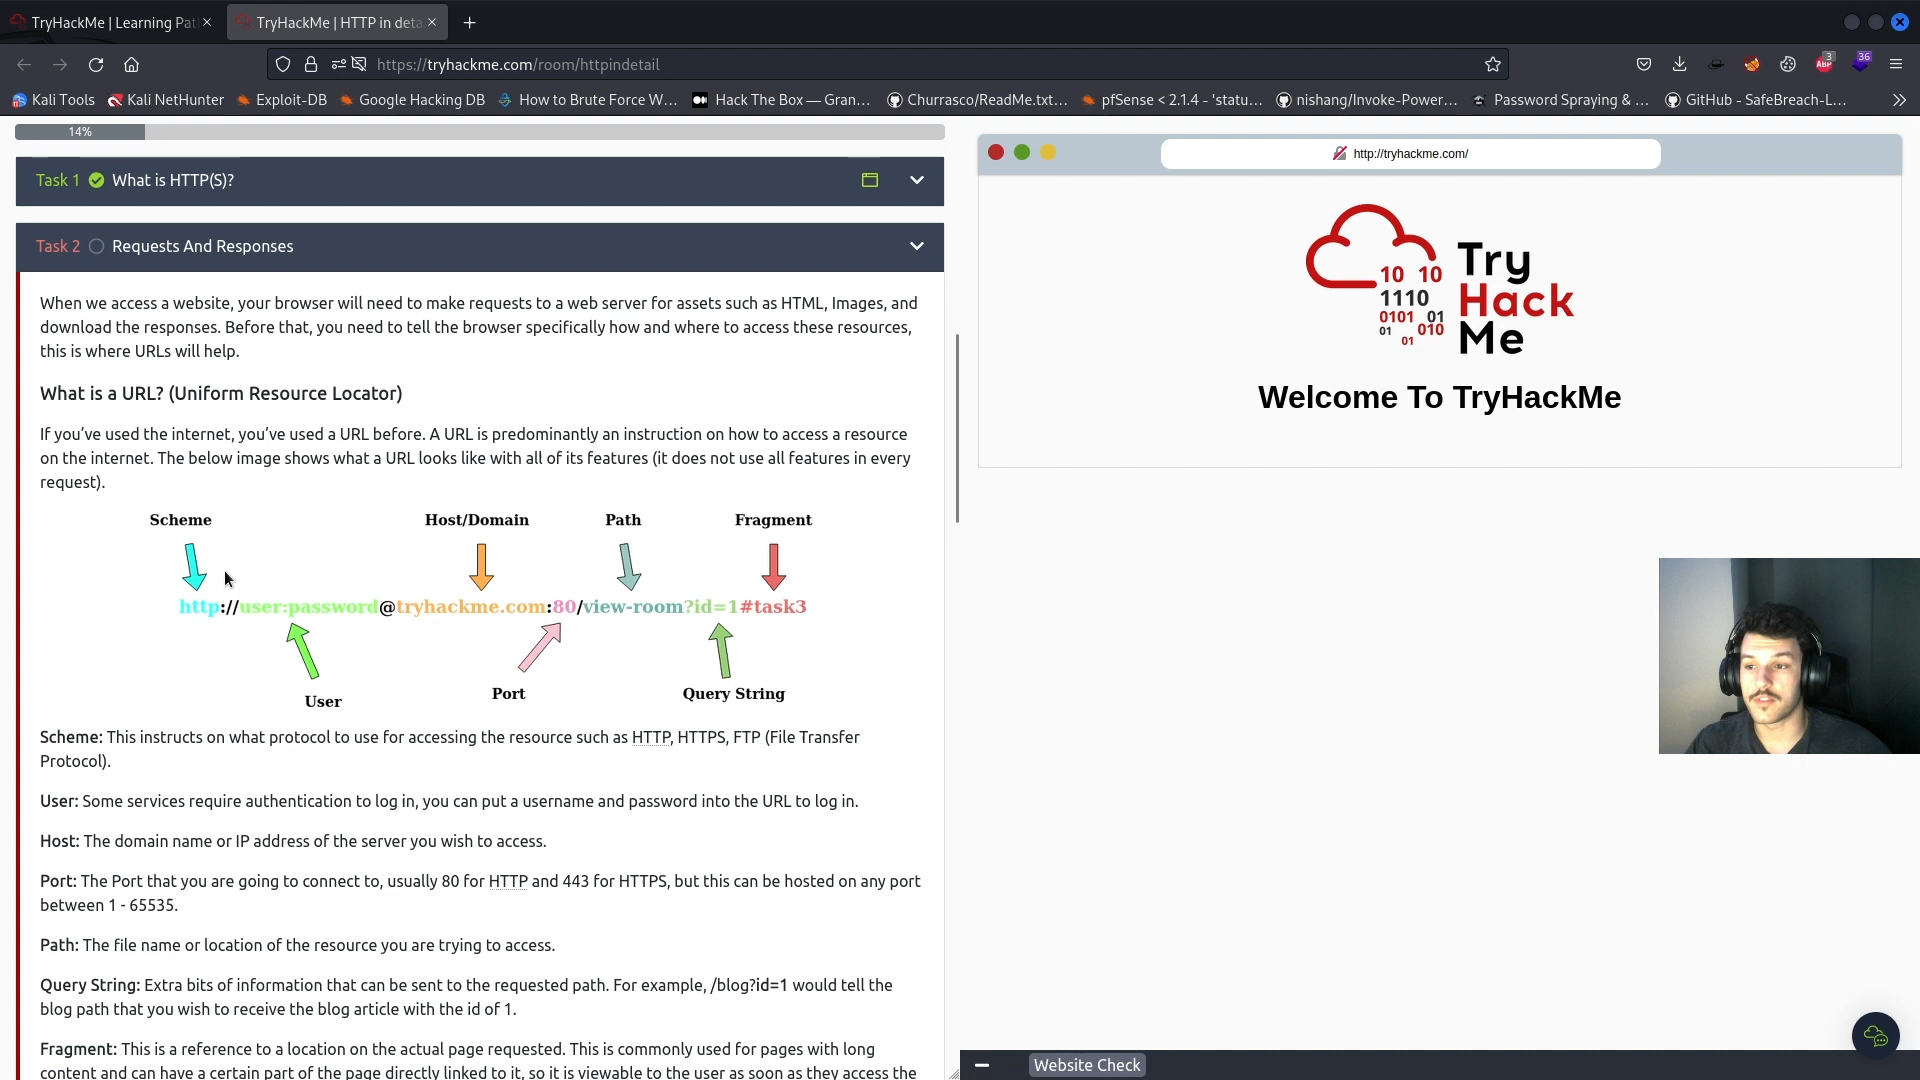 TryHackMe | Learning Pat
TryHackMe | HTTP in deta
https://tryhackme.com/room/httpindetail
3
ABP
36
Kali Tools
Kali NetHunter
Exploit-DB
Google Hacking DB
How to Brute Force W...
Hack The Box — Gran...
Churrasco/ReadMe.txt...
pfSense < 2.1.4 - 'statu...
nishang/Invoke-Power...
Password Spraying & ...
GitHub - SafeBreach-L...
14%
Task 1 What is HTTP(S)?
Task 2 Requests And Responses
When we access a website, your browser will need to make requests to a web server for assets such as HTML, Images, and
download the responses. Before that, you need to tell the browser specifically how and where to access these resources,
this is where URLs will help.
What is a URL? (Uniform Resource Locator)
If you’ve used the internet, you’ve used a URL before. A URL is predominantly an instruction on how to access a resource
on the internet. The below image shows what a URL looks like with all of its features (it does not use all features in every
request).
Scheme Host/Domain Path Fragment
http://user:password@tryhackme.com:80/view-room?id=1#task3
User Port Query String
Scheme: This instructs on what protocol to use for accessing the resource such as HTTP, HTTPS, FTP (File Transfer
Protocol).
User: Some services require authentication to log in, you can put a username and password into the URL to log in.
Host: The domain name or IP address of the server you wish to access.
Port: The Port that you are going to connect to, usually 80 for HTTP and 443 for HTTPS, but this can be hosted on any port
between 1 - 65535.
Path: The file name or location of the resource you are trying to access.
Query String: Extra bits of information that can be sent to the requested path. For example, /blog?id=1 would tell the
blog path that you wish to receive the blog article with the id of 1.
Fragment: This is a reference to a location on the actual page requested. This is commonly used for pages with long
content and can have a certain part of the page directly linked to it, so it is viewable to the user as soon as they access the
http://tryhackme.com/
10 10
1110
0101 01
01 010
01
Try
Hack
Me
Welcome To TryHackMe
Website Check